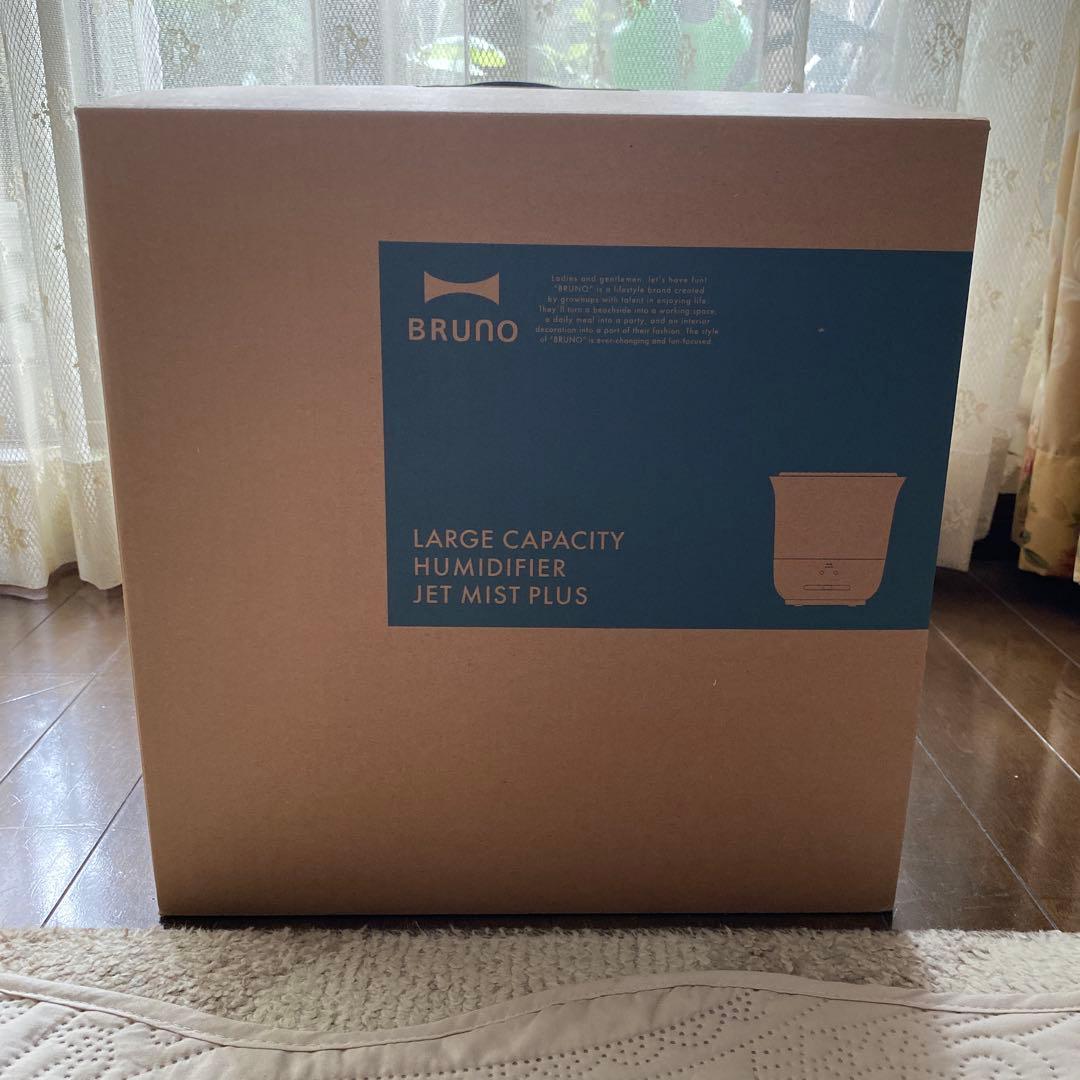 BRUNO
Ladies and gentlemen. let's have fun!
"BRUNO" is a lifestyle brand created
by grownups with talent in enjoying life.
They'll turn a beachside into a working space,
a daily meal into a party, and an interior
decoration into a part of their fashion. The style
of "BRUNO" is ever-changing and fun-focused.
LARGE CAPACITY
HUMIDIFIER
JET MIST PLUS